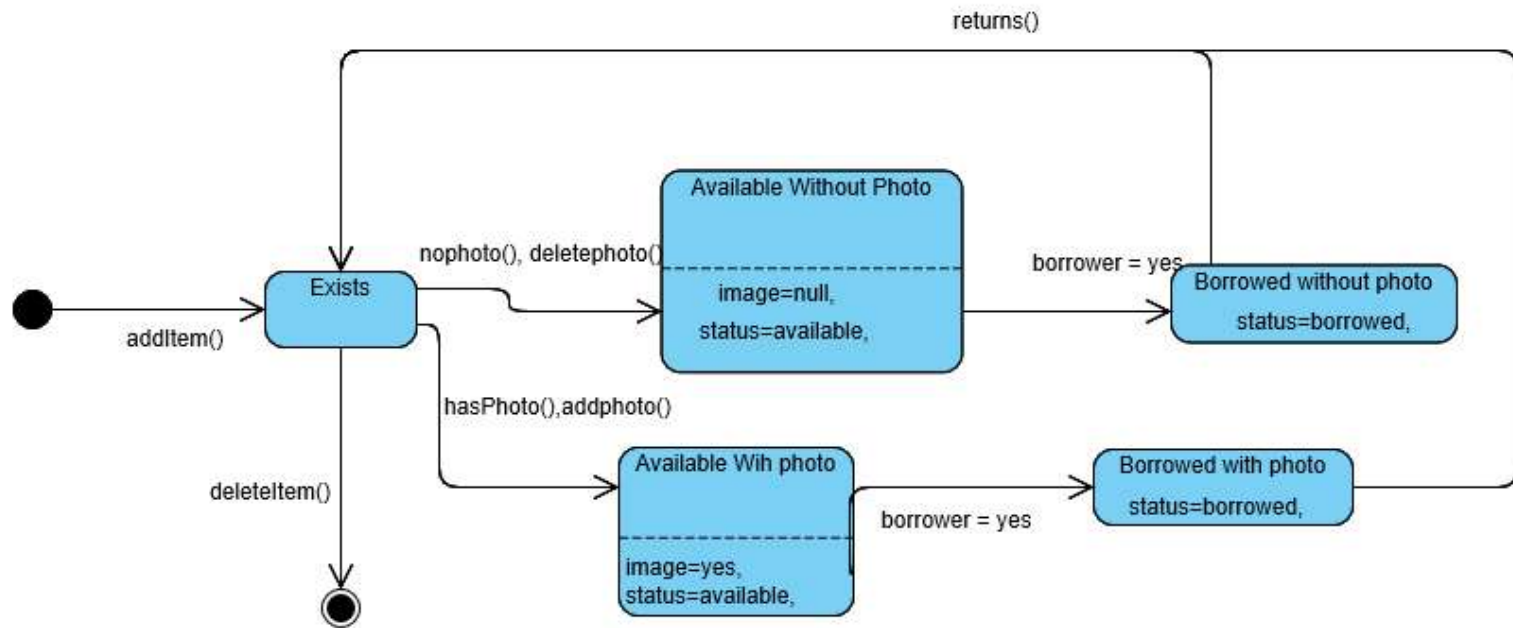 returns()
Available Without Photo
nophoto(), deletephoto()
borrower = yes
Exists
image=null,
Borrowed without photo
status=available,
status=borrowed,
addItem()
hasPhoto(),addphoto()
Available Wih photo
Borrowed with photo
deleteItem()
status=borrowed,
borrower = yes
image=yes,
status=available,